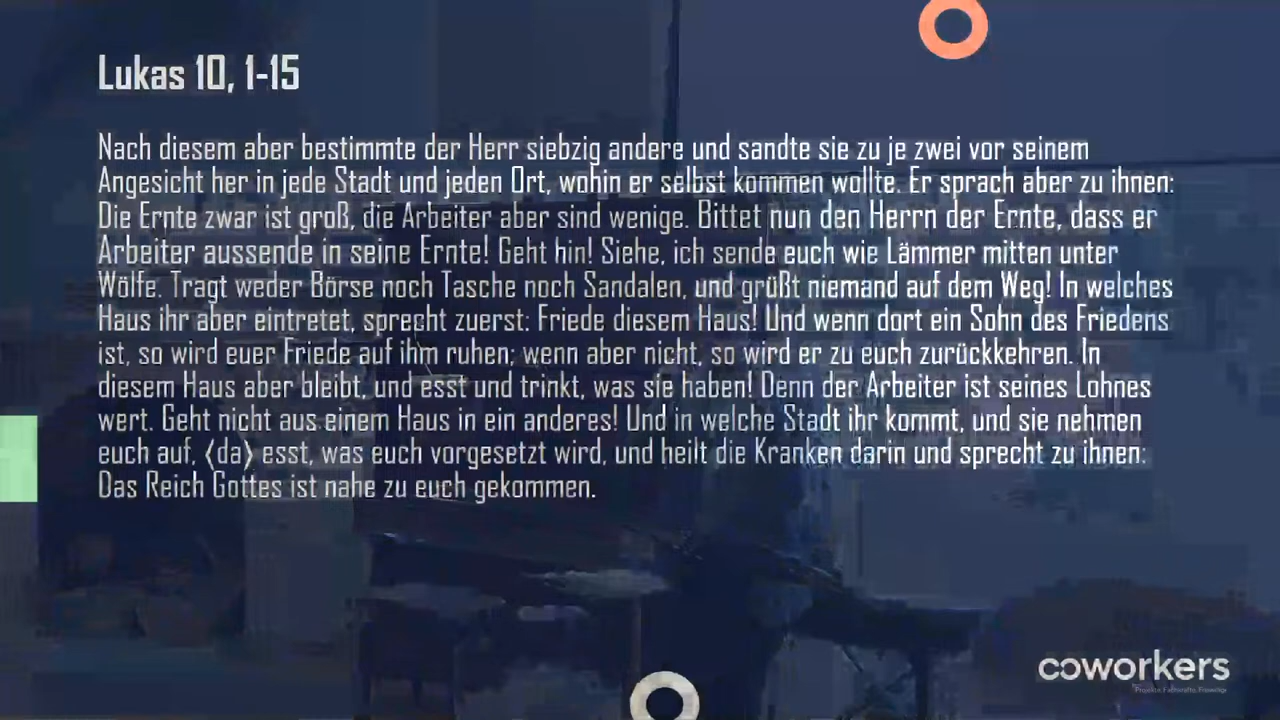 Lukas 10, 1-15
Nach diesem aber bestimmte der Herr siebzig andere und sandte sie zu je zwei vor seinem
Angesicht her in jede Stadt und jeden Ort, wohin er selbst kommen wollte. Er sprach aber zu ihnen:
Die Ernte zwar ist groß, die Arbeiter aber sind wenige. Bittet nun den Herrn der Ernte, dass er
Arbeiter aussende in seine Ernte! Geht hin! Siehe, ich sende euch wie Lämmer mitten unter
Wölfe. Tragt weder Börse noch Tasche noch Sandalen, und grüßt niemand auf dem Weg! In welches
Haus ihr aber eintretet, sprecht zuerst: Friede diesem Haus! Und wenn dort ein Sohn des Friedens
ist, so wird euer Friede auf ihm ruhen; wenn aber nicht, so wird er zu euch zurückkehren. In
diesem Haus aber bleibt, und esst und trinkt, was sie haben! Denn der Arbeiter ist seines Lohnes
wert. Geht nicht aus einem Haus in ein anderes! Und in welche Stadt ihr kommt, und sie nehmen
euch auf, ⟨da⟩ esst, was euch vorgesetzt wird, und heilt die Kranken darin und sprecht zu ihnen:
Das Reich Gottes ist nahe zu euch gekommen.
coworkers